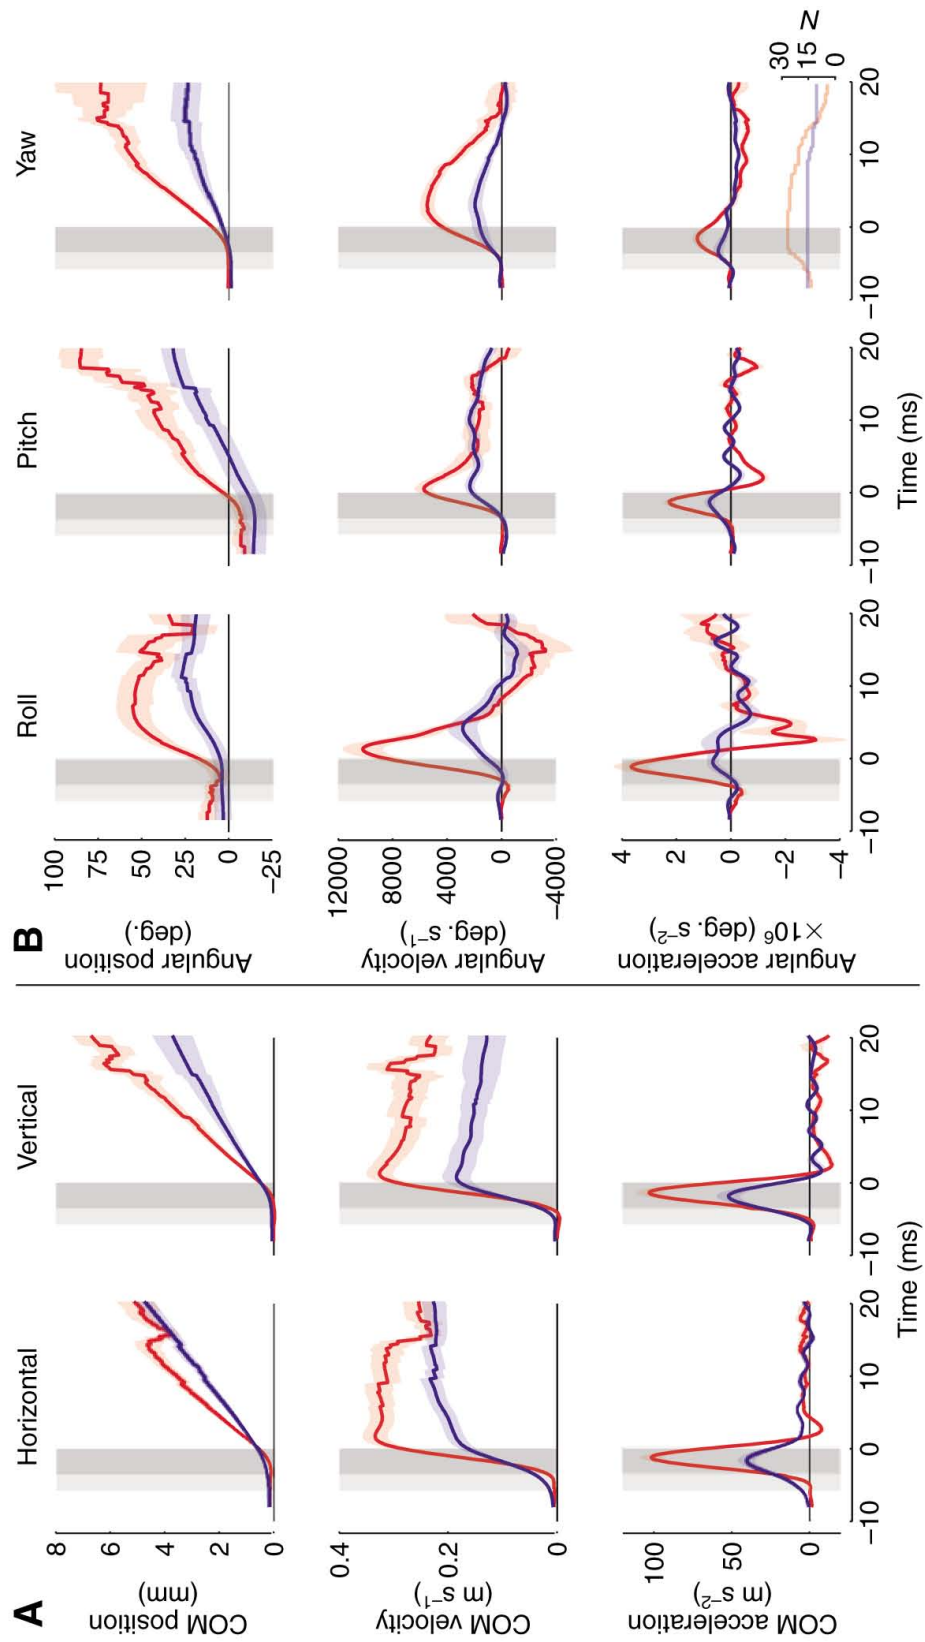 A
Horizontal
Vertical
COM position
(mm)
8
6
4
2
0
COM velocity
(m s⁻¹)
0.4
0.2
0
COM acceleration
(m s⁻²)
100
50
0
−10
0
10
20
−10
0
10
20
Time (ms)
B
Roll
Pitch
Yaw
Angular position
(deg.)
100
75
50
25
0
−25
Angular velocity
(deg. s⁻¹)
12000
8000
4000
0
−4000
Angular acceleration
×10⁶ (deg. s⁻²)
4
2
0
−2
−4
30
15
0
N
−10
0
10
20
−10
0
10
20
−10
0
10
20
Time (ms)